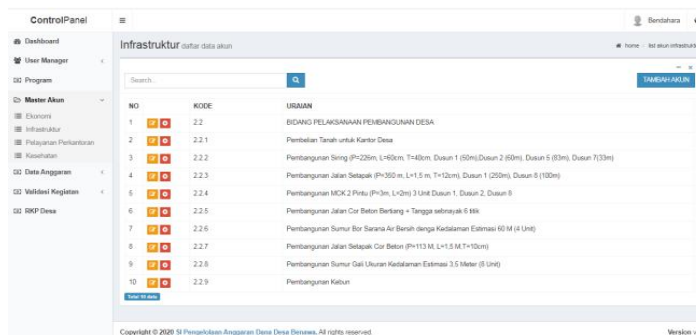 ControlPanel
Bendahara
Dashboard
User Manager
Program
Master Akun
Ekonomi
Infrastruktur
Pelayanan Perkantoran
Kesehatan
Data Anggaran
Validasi Kegiatan
RKP Desa
Infrastruktur daftar data akun
home - list akun infrastruktur
Search..
TAMBAH AKUN
NO KODE URAIAN
1 2.2 BIDANG PELAKSANAAN PEMBANGUNAN DESA
2 2.2.1 Pembelian Tanah untuk Kantor Desa
3 2.2.2 Pembangunan Siring (P=226m, L=60cm, T=40cm, Dusun 1 (50m),Dusun 2 (60m), Dusun 5 (83m), Dusun 7(33m)
4 2.2.3 Pembangunan Jalan Setapak (P=350 m, L=1,5 m, T=12cm), Dusun 1 (250m), Dusun 8 (100m)
5 2.2.4 Pembangunan MCK 2 Pintu (P=3m, L=2m) 3 Unit Dusun 1, Dusun 2, Dusun 8
6 2.2.5 Pembangunan Jalan Cor Beton Bertiang + Tangga sebnayak 6 titik
7 2.2.6 Pembangunan Sumur Bor Sarana Air Bersih denga Kedalaman Estimasi 60 M (4 Unit)
8 2.2.7 Pembangunan Jalan Setapak Cor Beton (P=113 M, L=1,5 M,T=10cm)
9 2.2.8 Pembangunan Sumur Gali Ukuran Kedalaman Estimasi 3,5 Meter (8 Unit)
10 2.2.9 Pembangunan Kebun
Total 10 data
Copyright © 2020 SI Pengelolaan Anggaran Dana Desa Benawa. All rights reserved.
Version